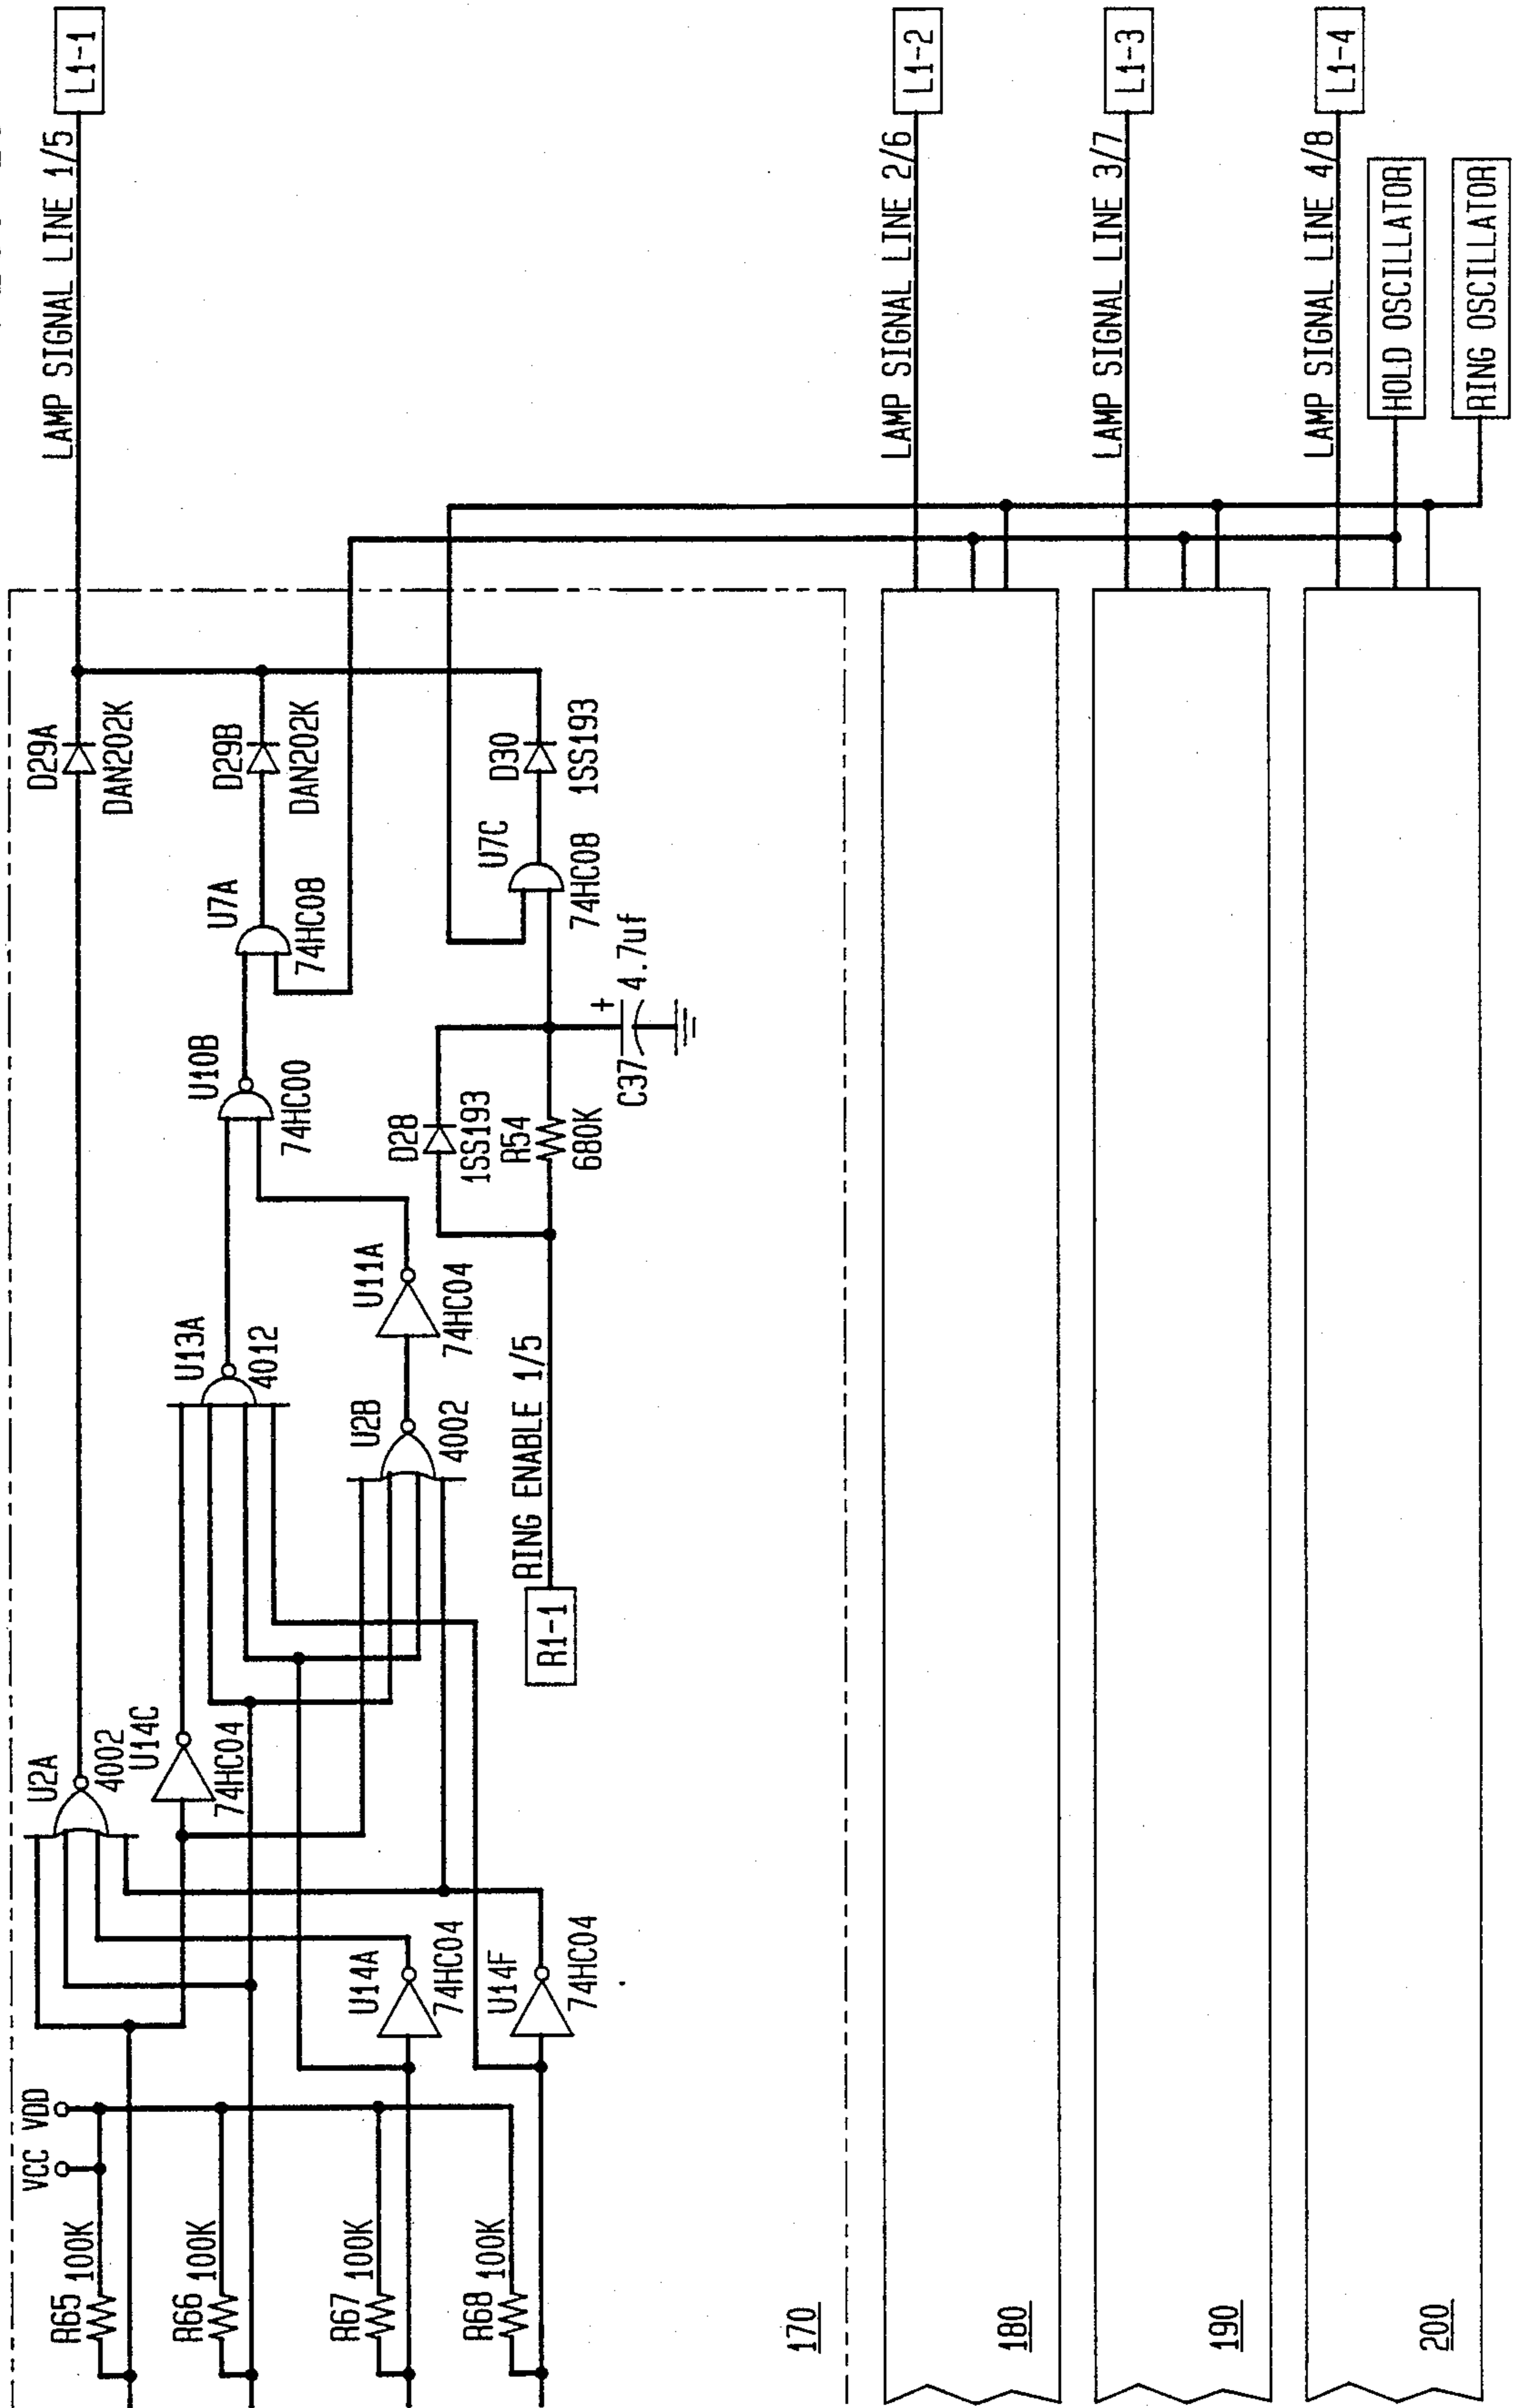 VCC VDD
R65 100K
R66 100K
R67 100K
R68 100K
U2A
4002
U14C
74HC04
U14A
74HC04
U14F
74HC04
U13A
4012
U2B
4002
U11A
74HC04
R1-1
RING ENABLE 1/5
U10B
74HC00
D28
1SS193
R54
680K
C37
+
4.7uf
U7A
74HC08
U7C
74HC08
D29A
DAN202K
D29B
DAN202K
D30
1SS193
LAMP SIGNAL LINE 1/5
L1-1
170
180
LAMP SIGNAL LINE 2/6
L1-2
190
LAMP SIGNAL LINE 3/7
L1-3
200
LAMP SIGNAL LINE 4/8
L1-4
HOLD OSCILLATOR
RING OSCILLATOR